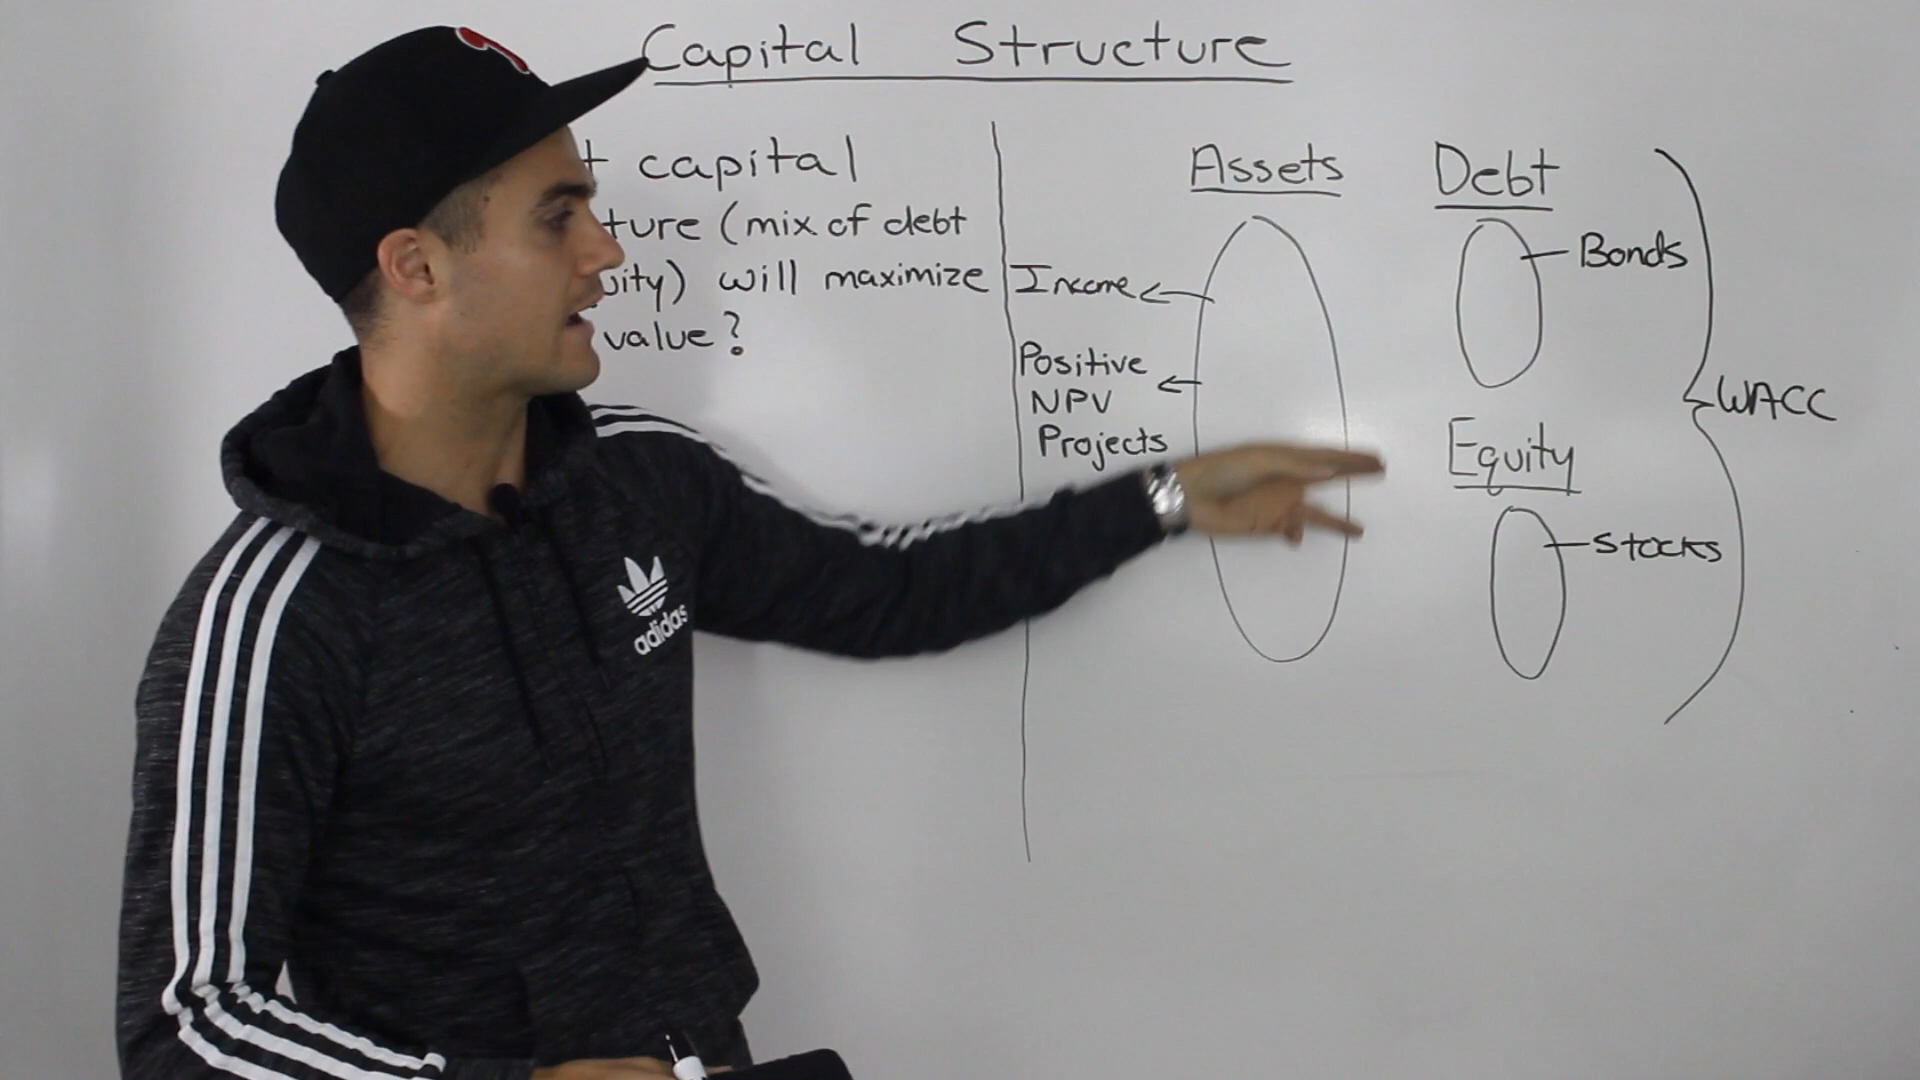 Capital Structure
t capital
ture (mix of debt
uity) will maximize
value?
Assets
Income
Positive
NPV
Projects
Debt
Bonds
Equity
Stocks
WACC
adidas